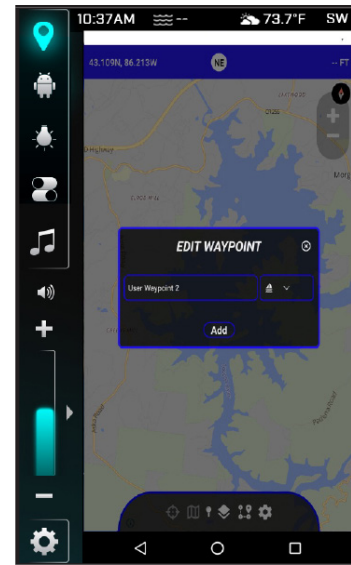 10:37AM -- 73.7°F SW
43.109N, 86.213W NE -- FT
EDIT WAYPOINT
User Waypoint 2
Add